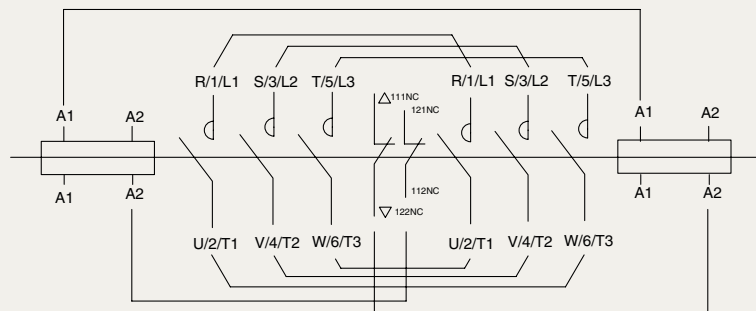 R/1/L1 S/3/L2 T/5/L3 R/1/L1 S/3/L2 T/5/L3
111NC
121NC
A1 A2 A1 A2
A1 A2 A1 A2
112NC
122NC
U/2/T1 V/4/T2 W/6/T3 U/2/T1 V/4/T2 W/6/T3